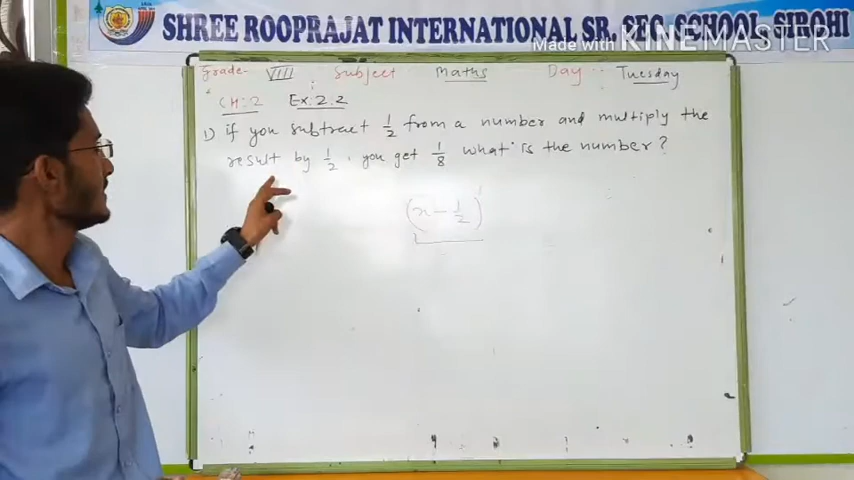 SHREE ROOPRAJAT INTERNATIONAL SR. SEC. SCHOOL, SIROHI
Made with KINEMASTER
Grade- VIII Subject Maths Day : Tuesday
CH: 2 Ex: 2.2
1) if you subtract 1/2 from a number and multiply the
result by 1/2, you get 1/8 what is the number?
(x - 1/2)